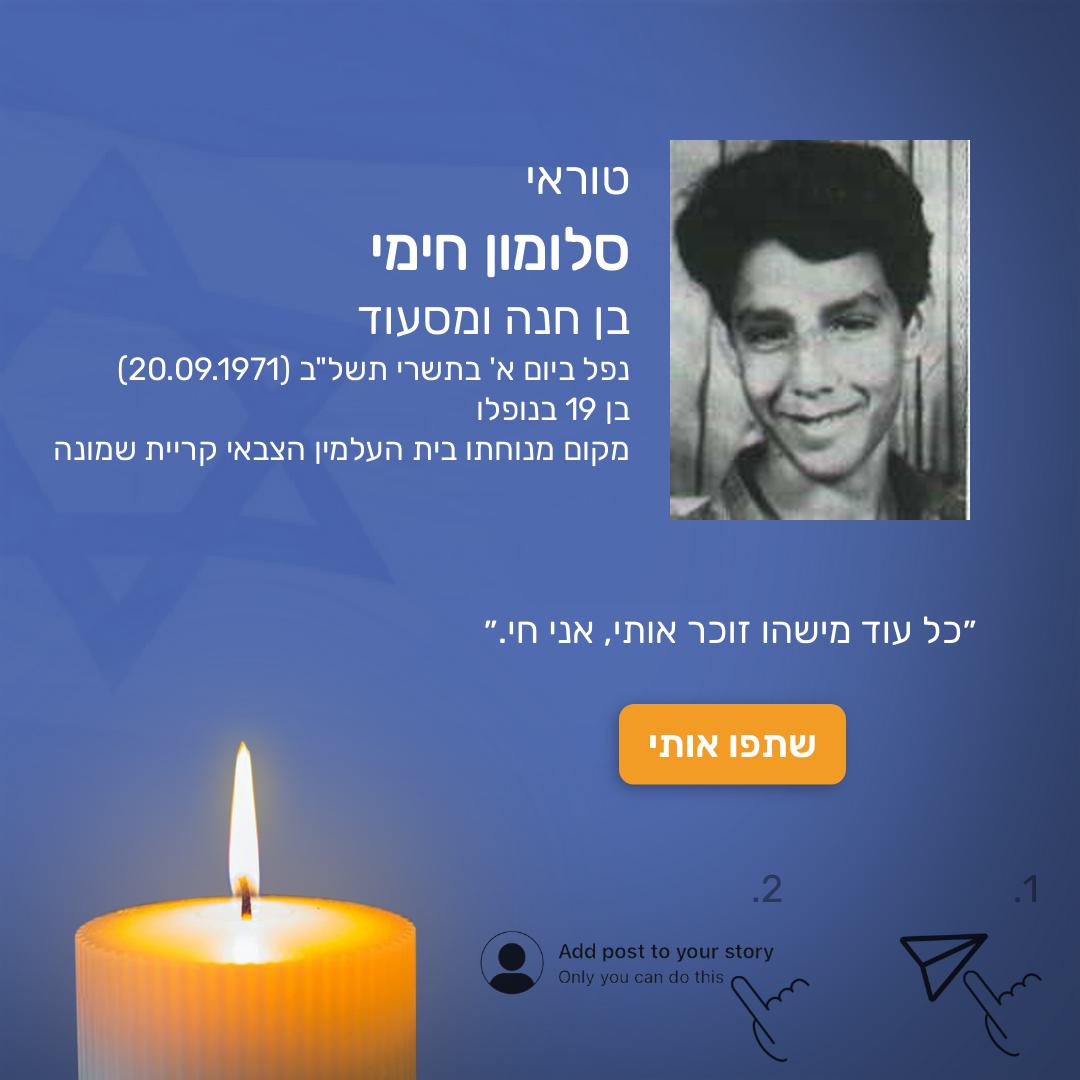 טוראי
סלומון חימי
בן חנה ומסעוד
נפל ביום א' בתשרי תשל"ב (20.09.1971)
בן 19 בנופלו
מקום מנוחתו בית העלמין הצבאי קריית שמונה
״כל עוד מישהו זוכר אותי, אני חי.״
שתפו אותי
.1
.2
Add post to your story
Only you can do this